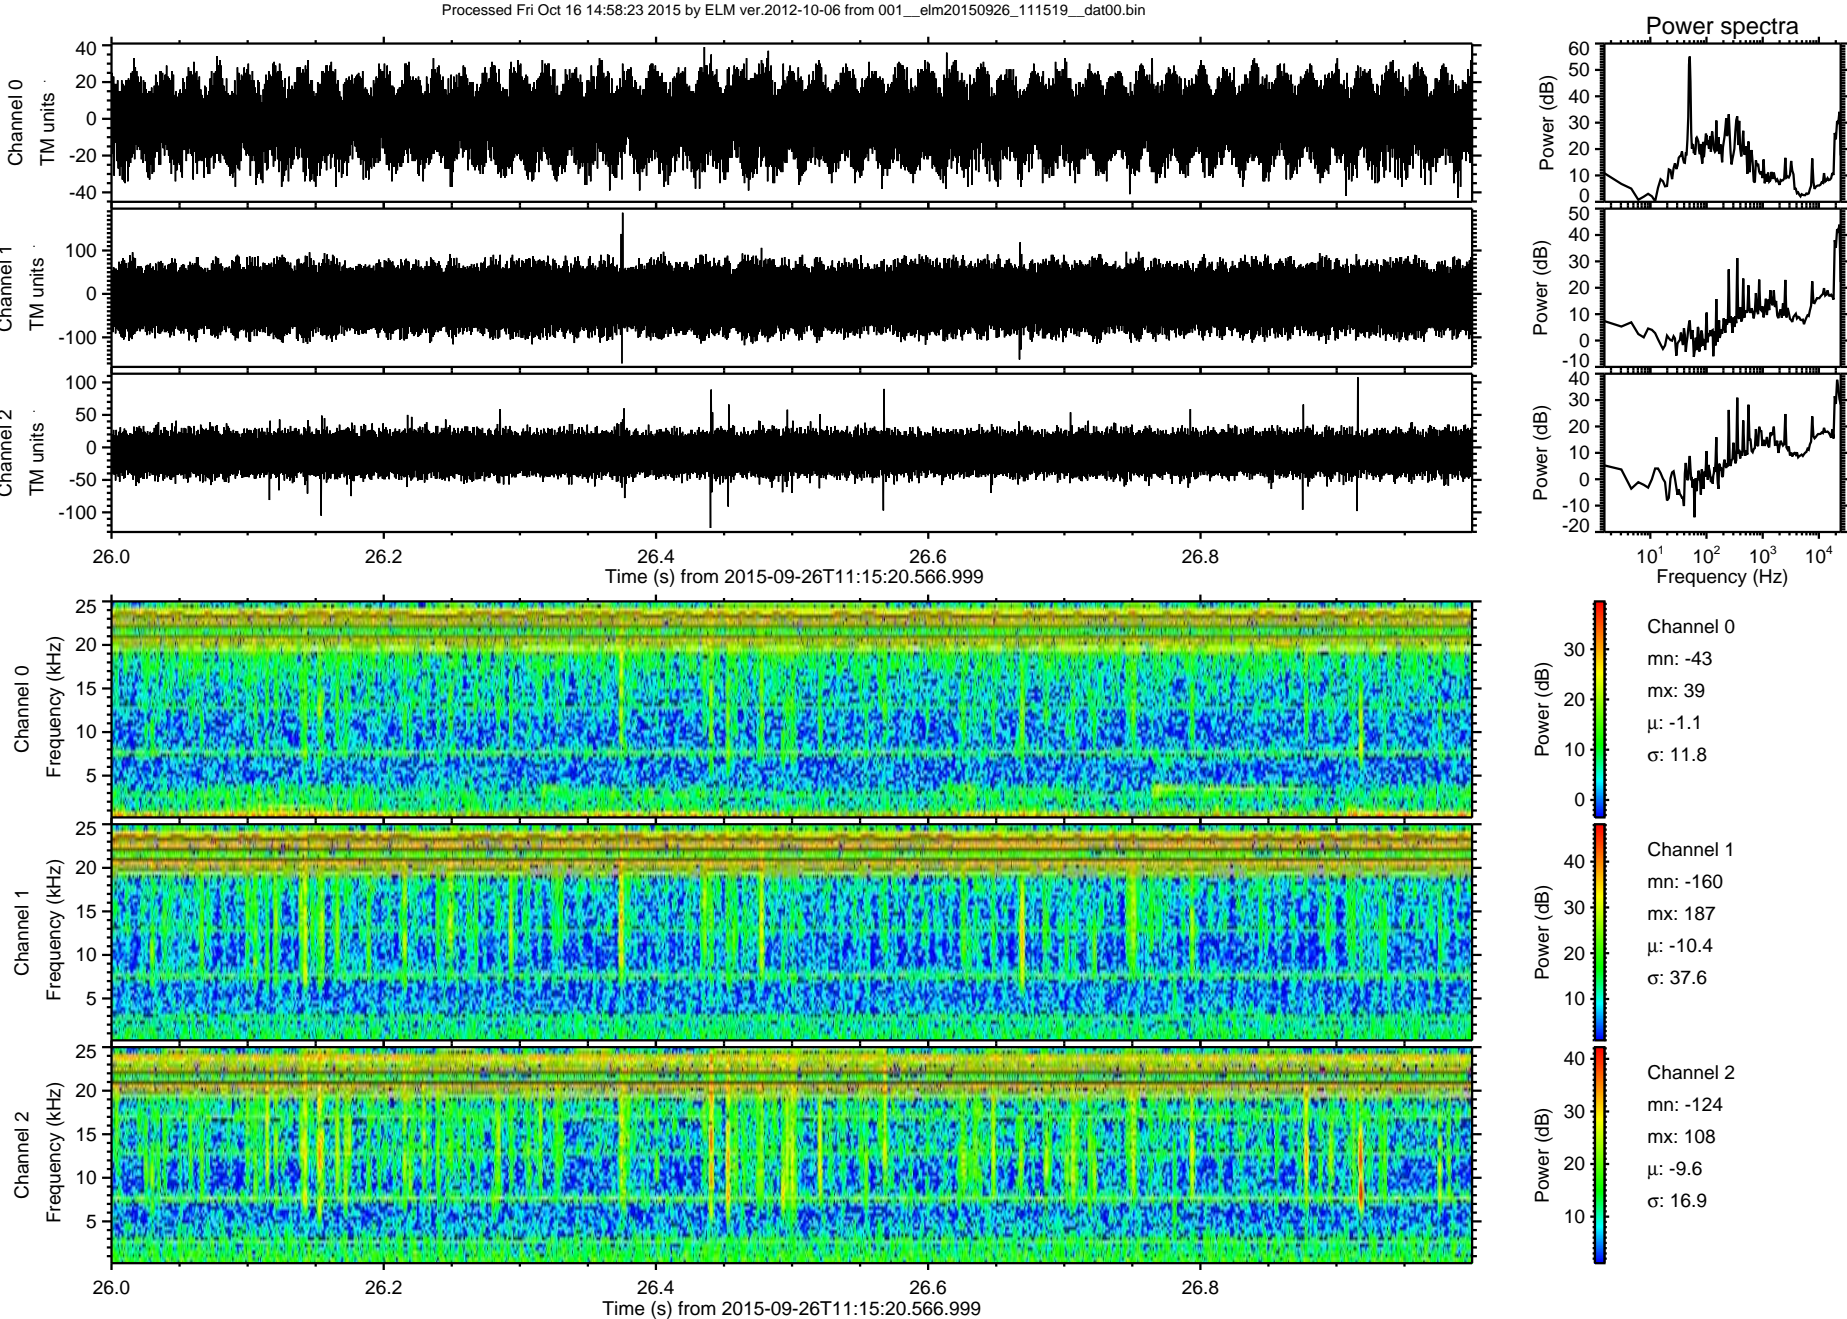 Processed Fri Oct 16 14:58:23 2015 by ELM ver.2012-10-06 from 001__elm20150926_111519__dat00.bin
Power spectra
Channel 0
TM units
40
20
0
-20
-40
Power (dB)
60
50
40
30
20
10
0
Channel 1
TM units
100
0
-100
Power (dB)
50
40
30
20
10
0
-10
Channel 2
TM units
100
50
0
-50
-100
Power (dB)
40
30
20
10
0
-10
-20
26.0 26.2 26.4 26.6 26.8
Time (s) from 2015-09-26T11:15:20.566.999
10^1 10^2 10^3 10^4
Frequency (Hz)
Channel 0
Frequency (kHz)
25
20
15
10
5
Power (dB)
30
20
10
0
Channel 0
mn: -43
mx: 39
μ: -1.1
σ: 11.8
Channel 1
Frequency (kHz)
25
20
15
10
5
Power (dB)
40
30
20
10
Channel 1
mn: -160
mx: 187
μ: -10.4
σ: 37.6
Channel 2
Frequency (kHz)
25
20
15
10
5
Power (dB)
40
30
20
10
Channel 2
mn: -124
mx: 108
μ: -9.6
σ: 16.9
26.0 26.2 26.4 26.6 26.8
Time (s) from 2015-09-26T11:15:20.566.999